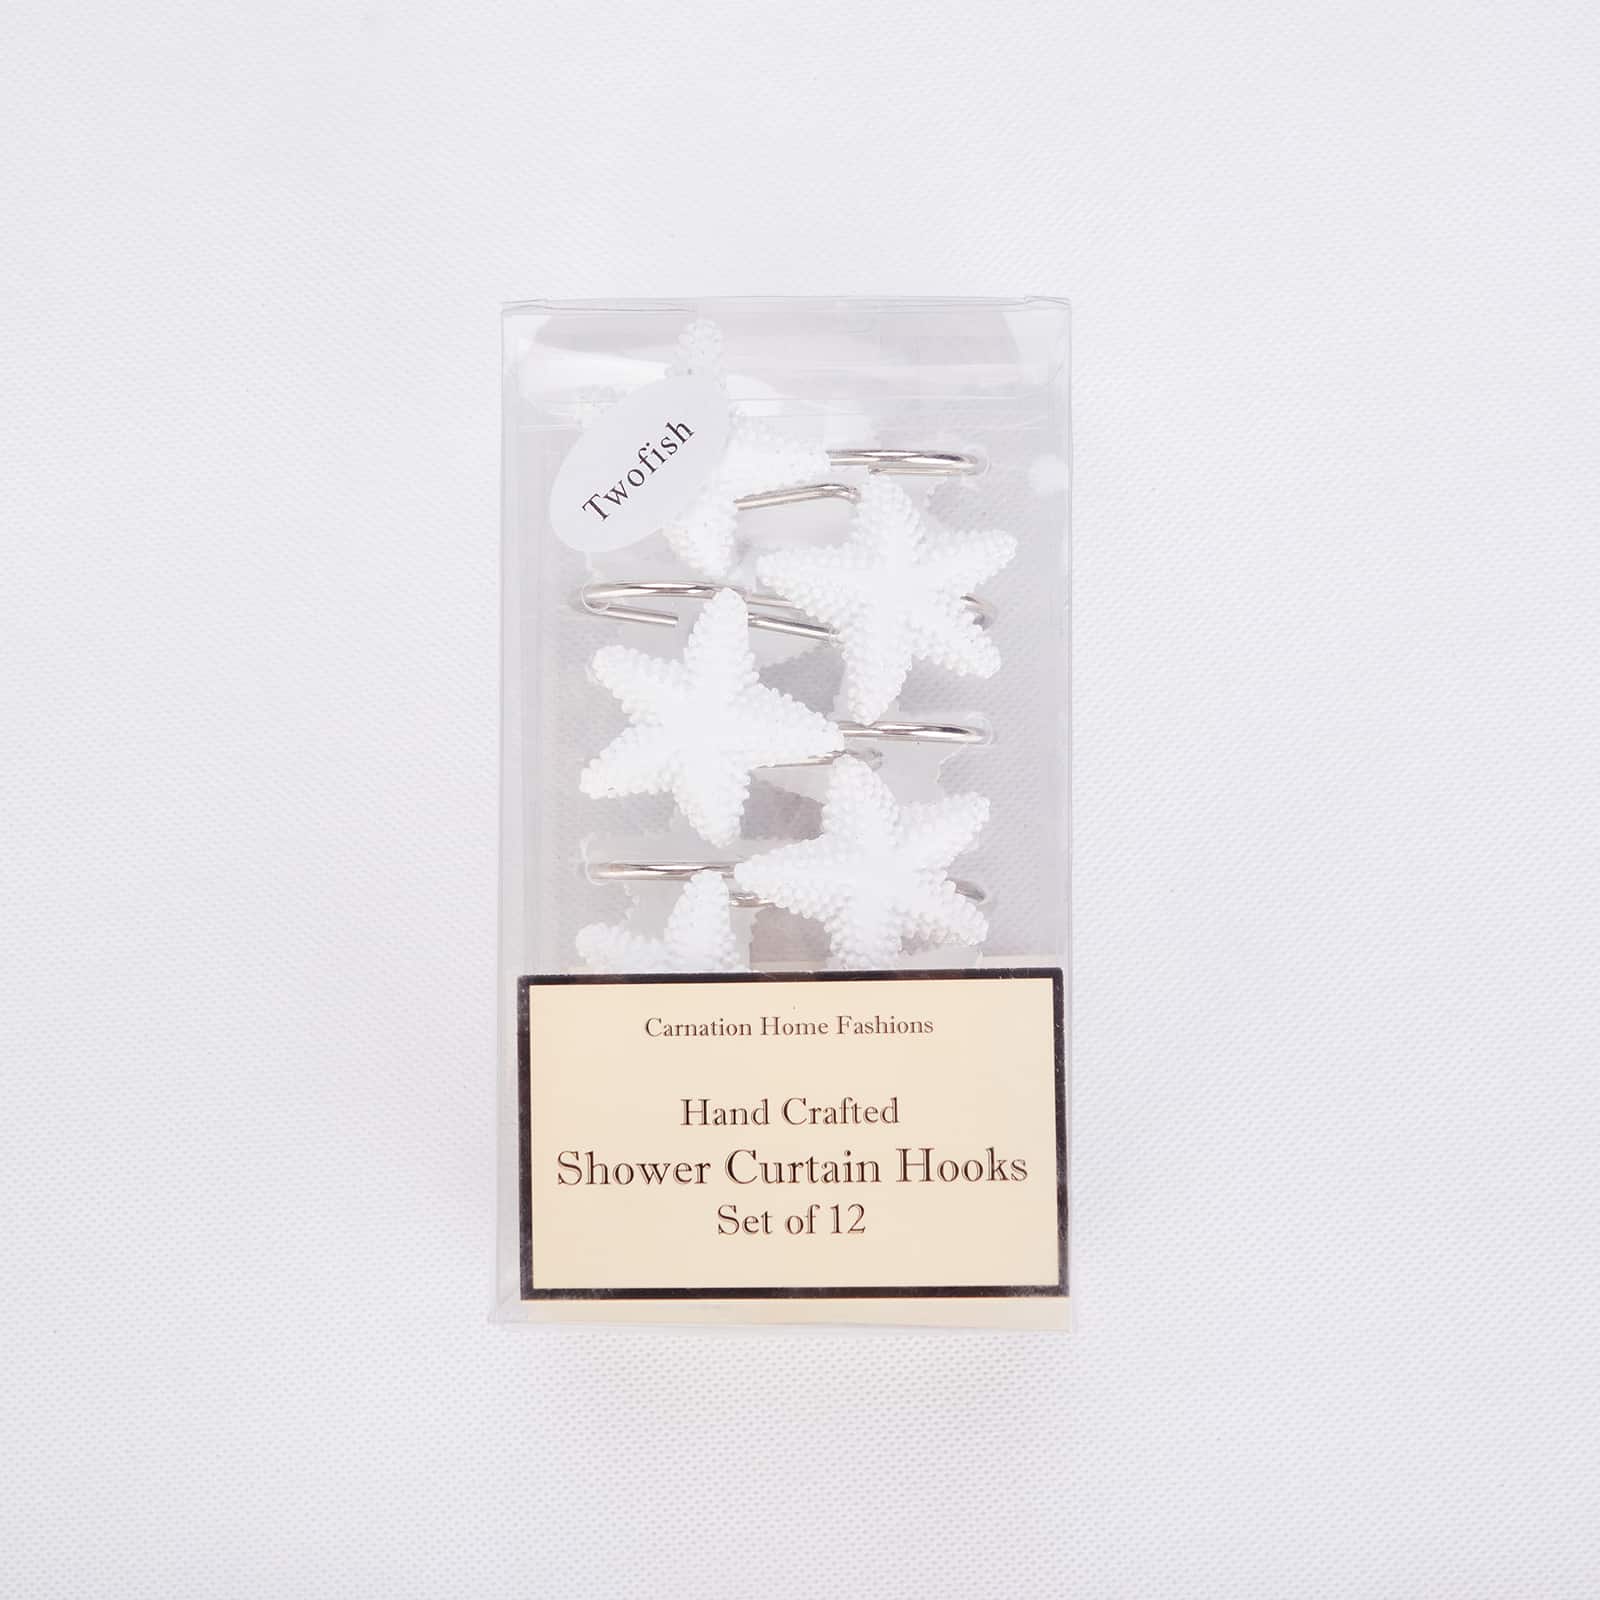 Twofish
Carnation Home Fashions
Hand Crafted
Shower Curtain Hooks
Set of 12